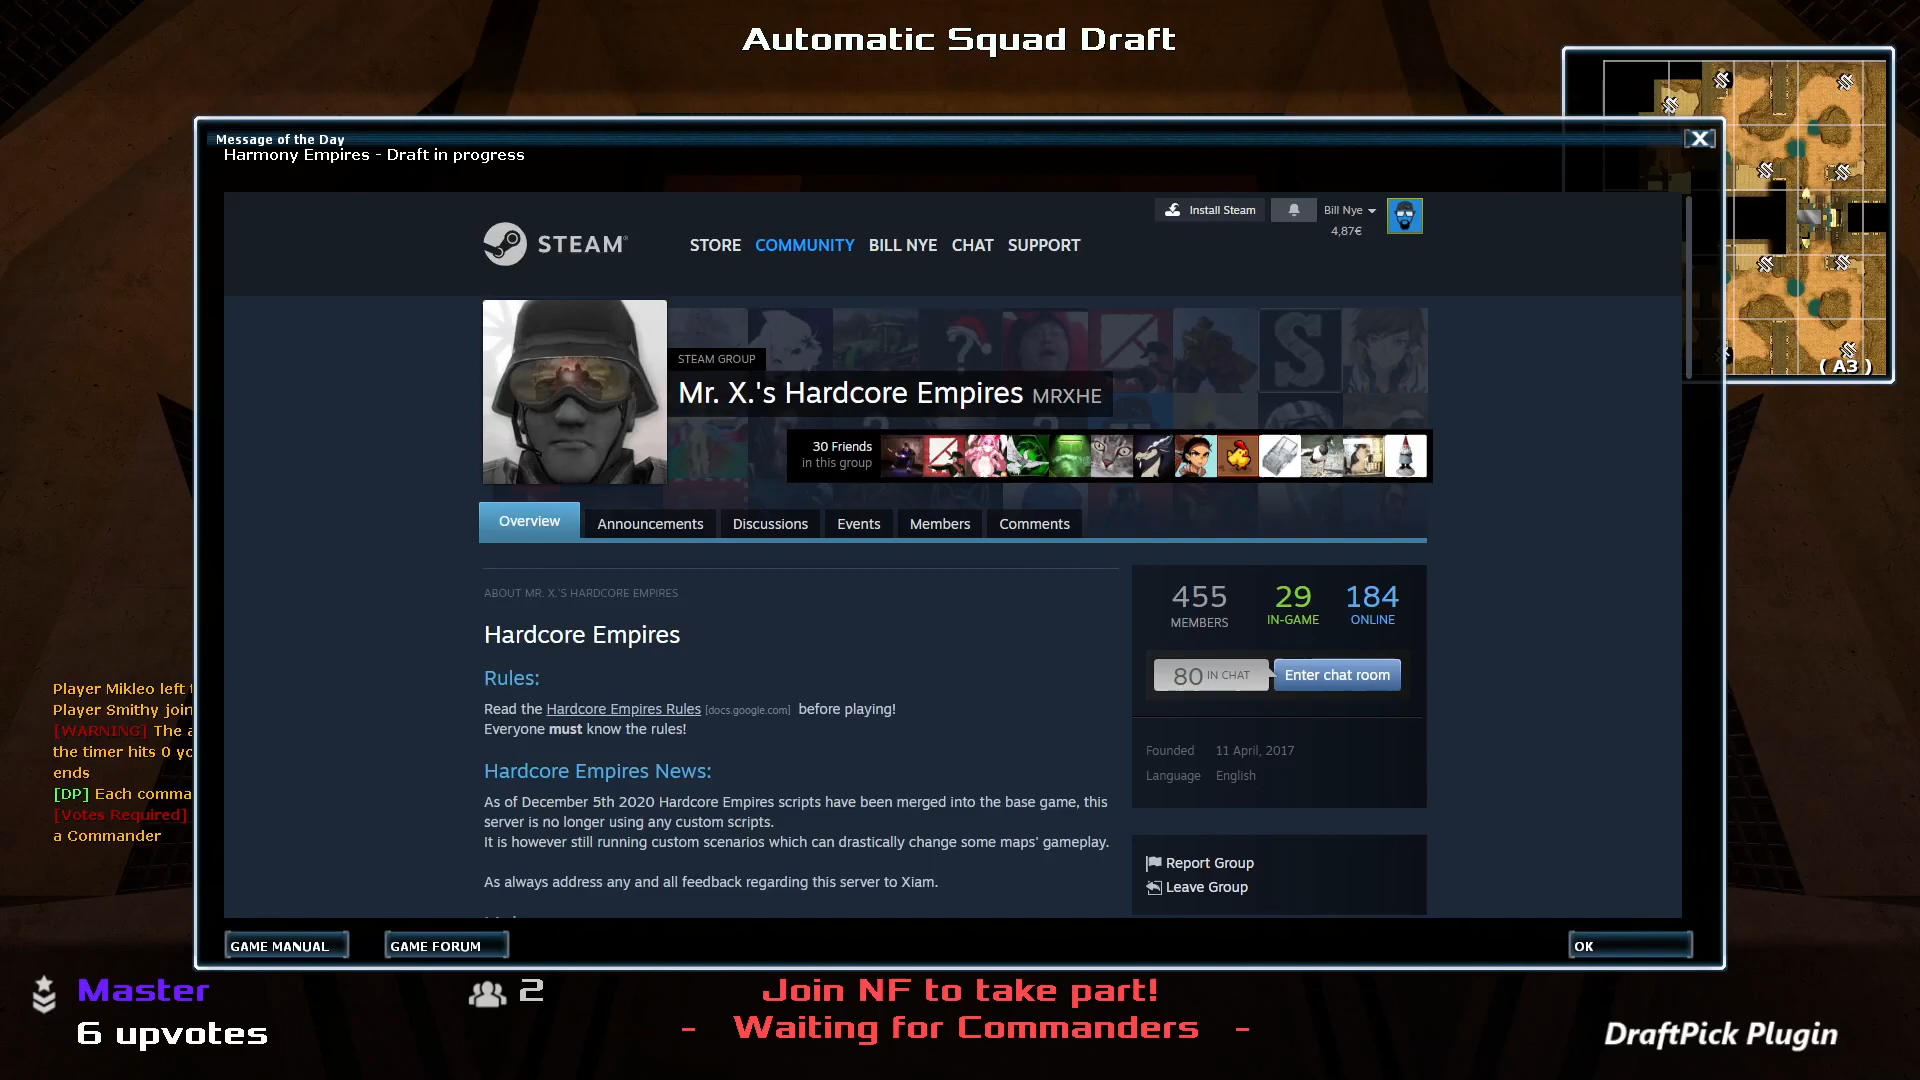 Automatic Squad Draft
Message of the Day
Harmony Empires - Draft in progress
Install Steam
Bill Nye
4,87€
STEAM®
STORE COMMUNITY BILL NYE CHAT SUPPORT
STEAM GROUP
Mr. X.'s Hardcore Empires MRXHE
30 Friends
in this group
Overview Announcements Discussions Events Members Comments
ABOUT MR. X.'S HARDCORE EMPIRES
Hardcore Empires
Rules:
Read the Hardcore Empires Rules [docs.google.com] before playing!
Everyone must know the rules!
Hardcore Empires News:
As of December 5th 2020 Hardcore Empires scripts have been merged into the base game, this
server is no longer using any custom scripts.
It is however still running custom scenarios which can drastically change some maps' gameplay.
As always address any and all feedback regarding this server to Xiam.
455 29 184
MEMBERS IN-GAME ONLINE
80 IN CHAT Enter chat room
Founded 11 April, 2017
Language English
Report Group
Leave Group
( A3 )
Player Mikleo left
Player Smithy join
[WARNING] The a
the timer hits 0 yo
ends
[DP] Each comma
[Votes Required]
a Commander
GAME MANUAL GAME FORUM OK
Master
6 upvotes
2
Join NF to take part!
- Waiting for Commanders -
DraftPick Plugin